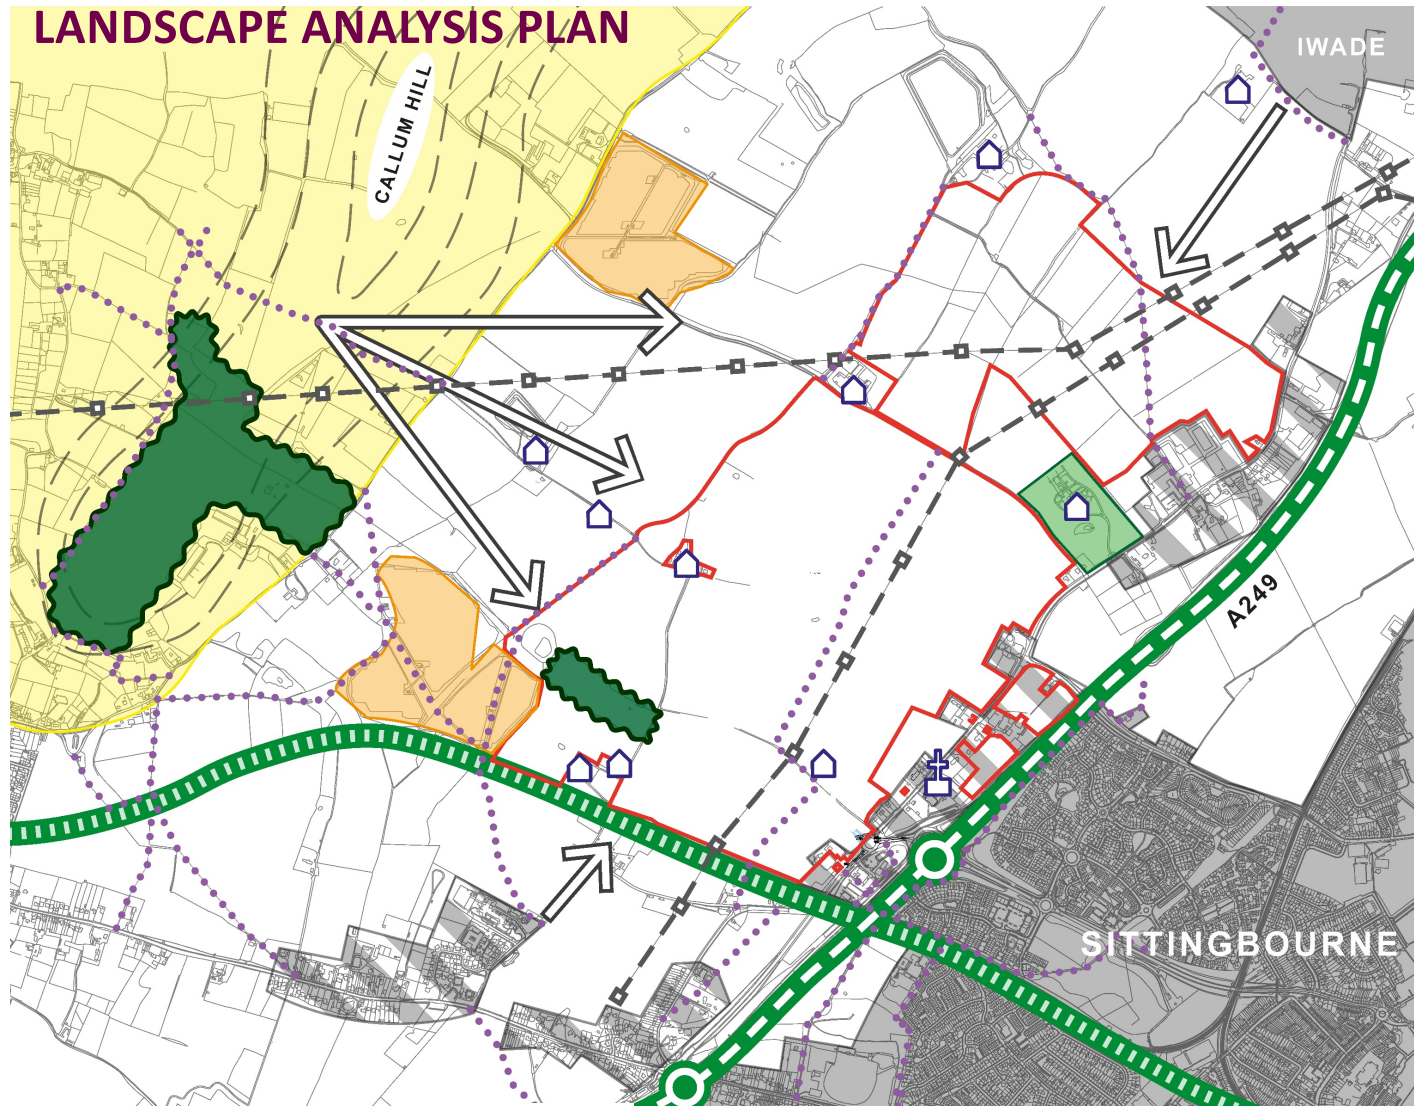 LANDSCAPE ANALYSIS PLAN
IWADE
CALLUM HILL
A249
SITTINGBOURNE